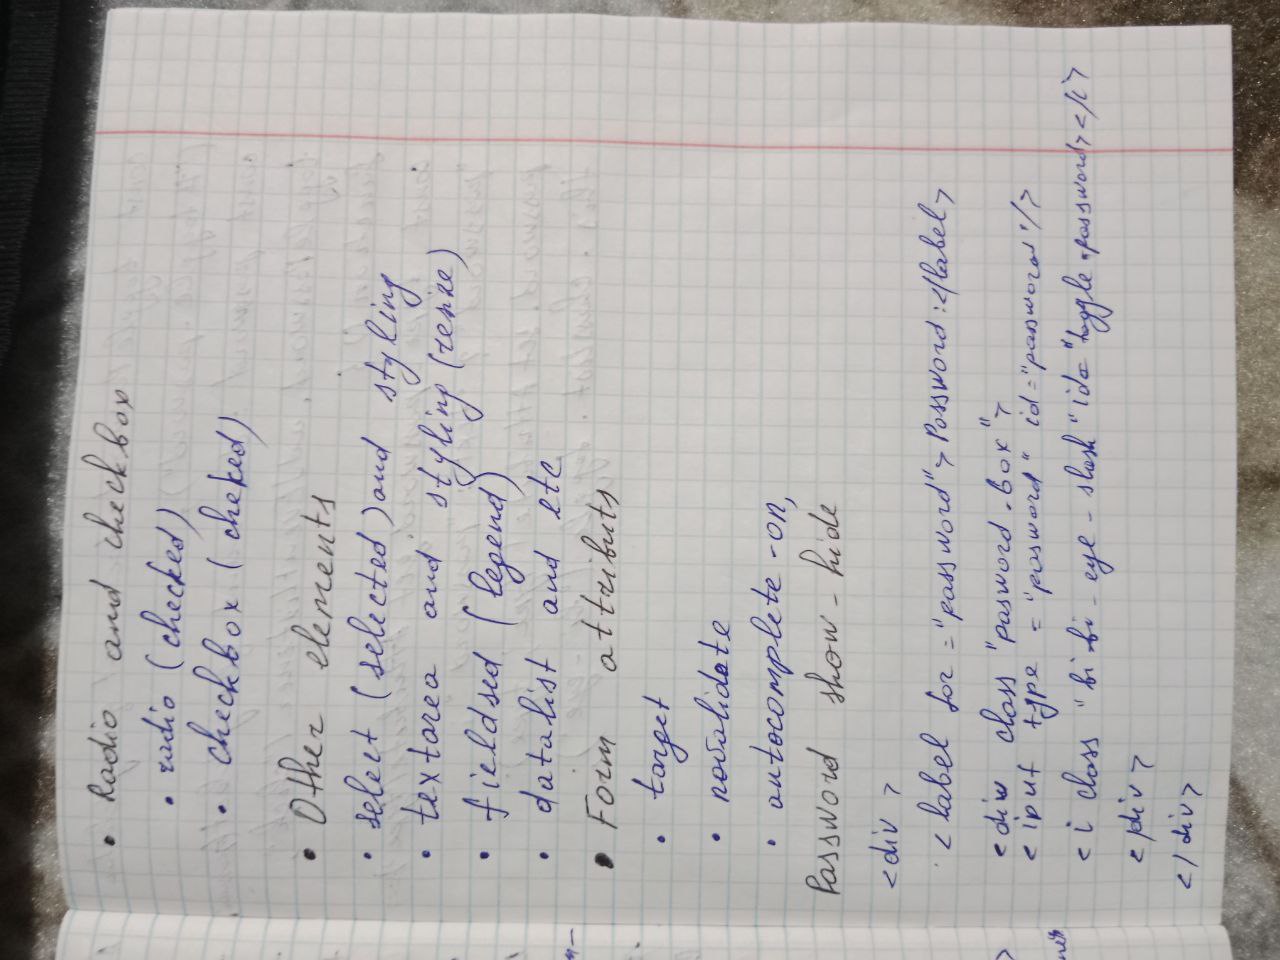 • Radio and checkbox
• radio (checked)
• checkbox (cheked)
• Other elements
• select (selected) and styling
• textarea and styling (resize)
• fieldsed (legend)
• datalist and etc
• Form attributs
• target
• novalidate
• autocomplete - on,
Password show - hide
<div>
<label for = "password"> Password:</label>
<div class "pasword.box">
<iput type = "pasword" id = "password"/>
<i class "bi bi - eye - slash" id= "toggle password></i>
</div>
</div>